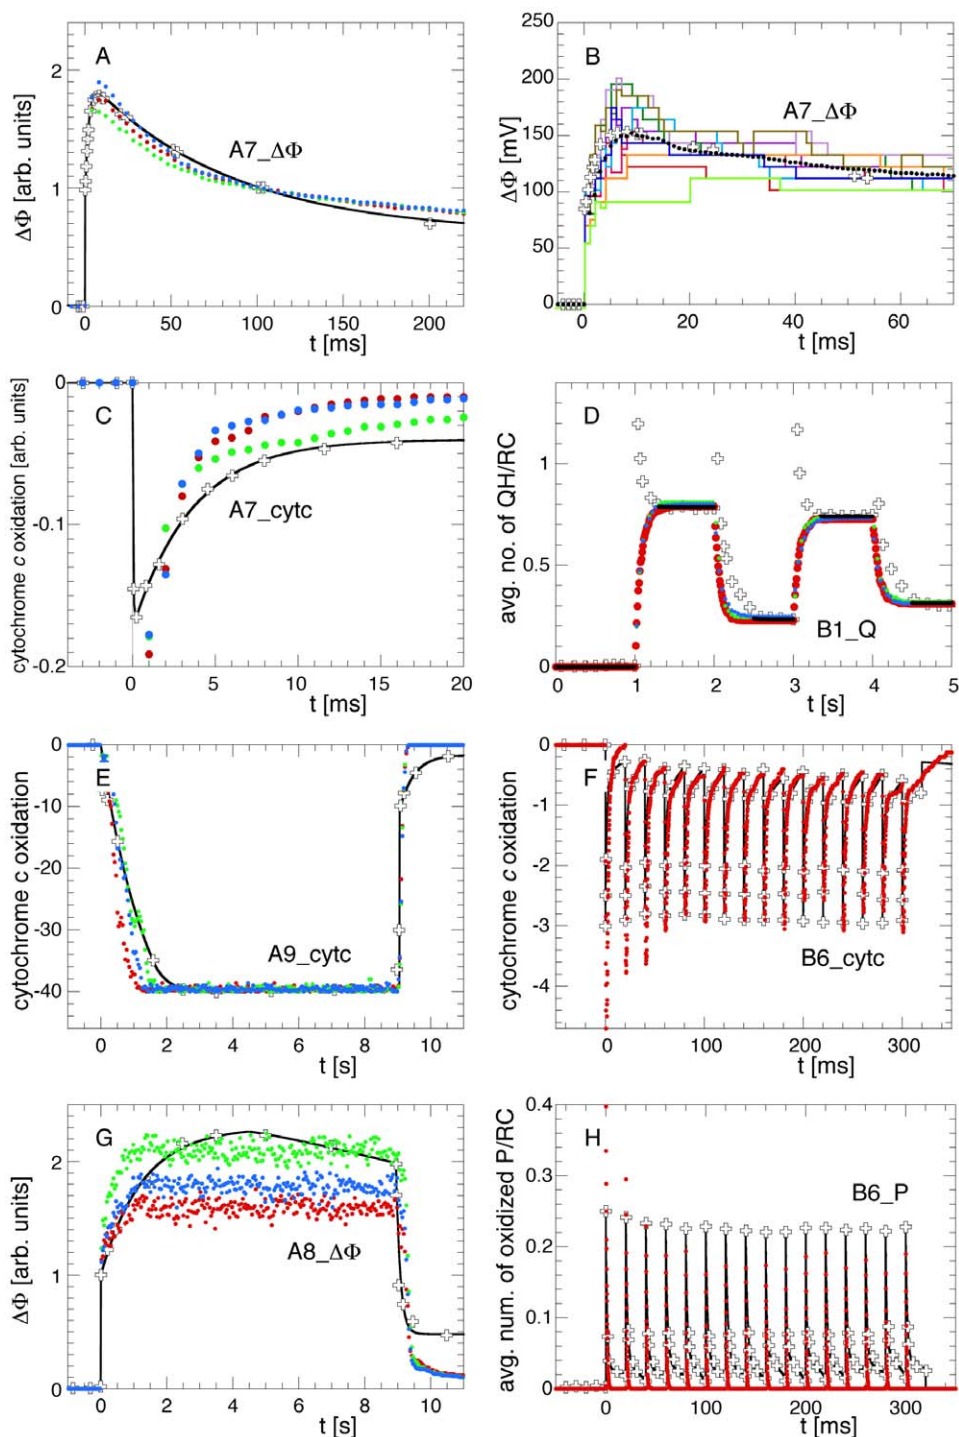 A
ΔΦ [arb. units]
2
1
0
A7_ΔΦ
0 50 100 150 200
t [ms]
B
ΔΦ [mV]
250
200
150
100
50
0
A7_ΔΦ
0 20 40 60
t [ms]
C
cytochrome c oxidation [arb. units]
0
-0.1
-0.2
A7_cytc
0 5 10 15 20
t [ms]
D
avg. no. of QH/RC
1
0.5
0
B1_Q
0 1 2 3 4 5
t [s]
E
cytochrome c oxidation
0
-10
-20
-30
-40
A9_cytc
0 2 4 6 8 10
t [s]
F
cytochrome c oxidation
0
-1
-2
-3
-4
B6_cytc
0 100 200 300
t [ms]
G
ΔΦ [arb. units]
2
1
0
A8_ΔΦ
0 2 4 6 8 10
t [s]
H
avg. num. of oxidized P/RC
0.4
0.3
0.2
0.1
0
B6_P
0 100 200 300
t [ms]